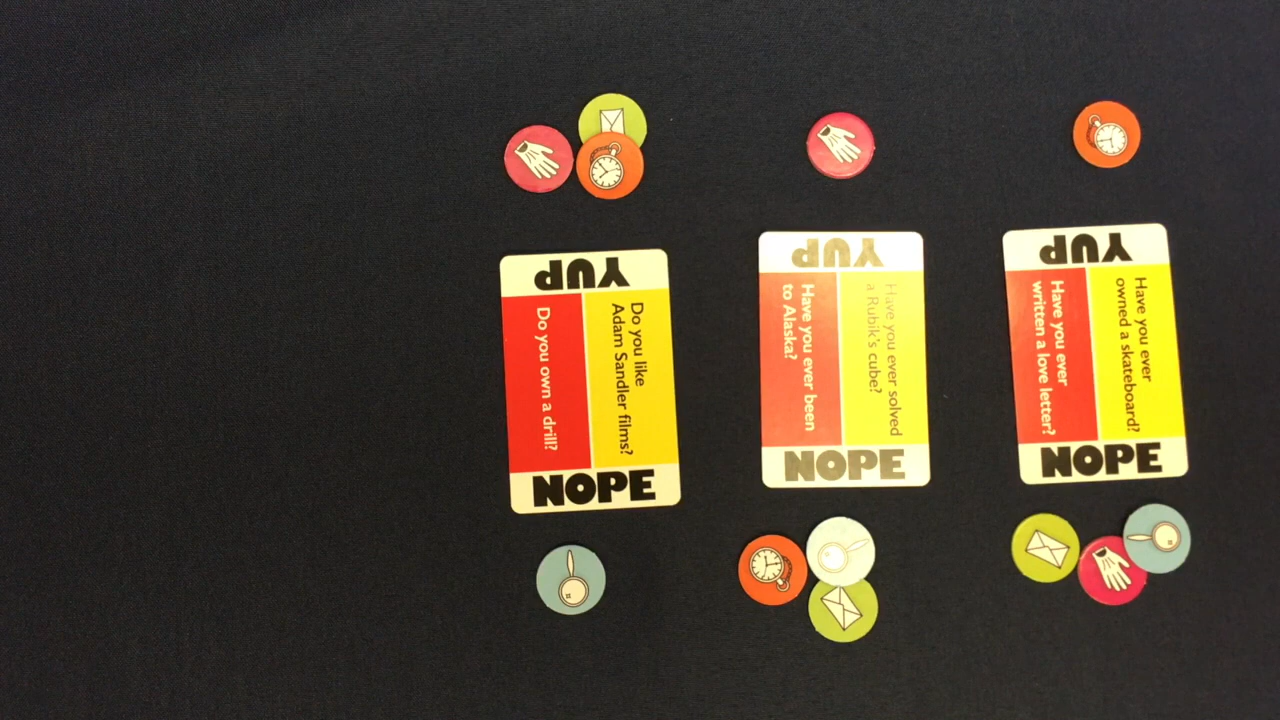 YUP
Do you like
Adam Sandler films?
Do you own a drill?
NOPE
YUP
Have you ever solved
a Rubik's cube?
Have you ever been
to Alaska?
NOPE
YUP
Have you ever
owned a skateboard?
Have you ever
written a love letter?
NOPE